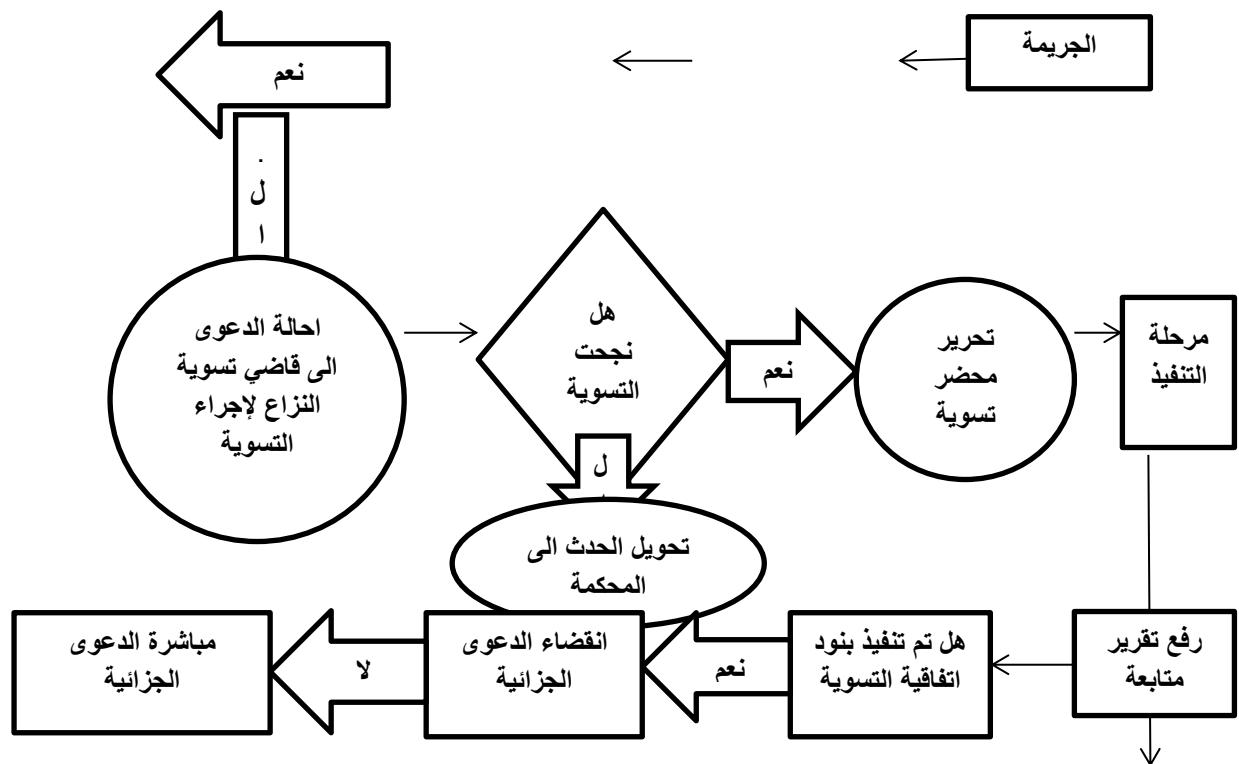 الجريمة
نعم
.
ل
ا
احالة الدعوى
الى قاضي تسوية
النزاع لإجراء
التسوية
هل
نجحت
التسوية
نعم
تحرير
محضر
تسوية
مرحلة
التنفيذ
ل
تحويل الحدث الى
المحكمة
رفع تقرير
متابعة
هل تم تنفيذ بنود
اتفاقية التسوية
نعم
انقضاء الدعوى
الجزائية
لا
مباشرة الدعوى
الجزائية